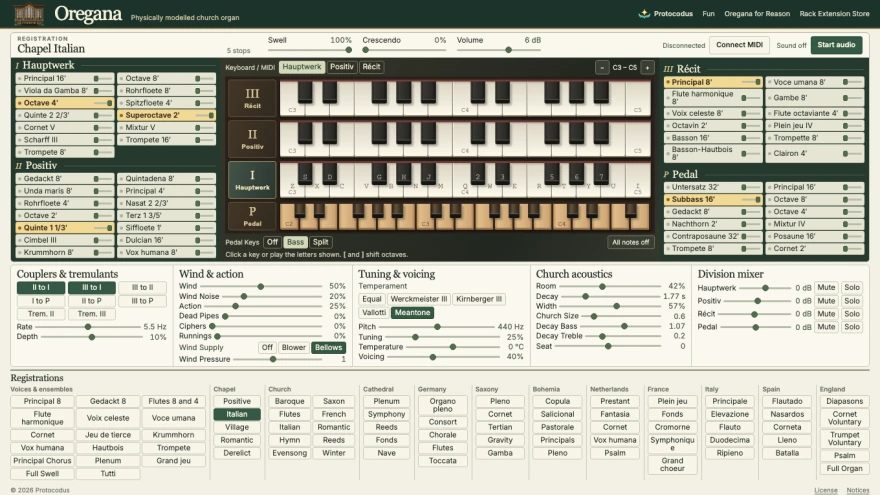 Oregana Physically modelled church organ
Protocodus Fun Oregana for Reason Rack Extension Store
REGISTRATION
Chapel Italian
5 stops
Swell 100%
Crescendo 0%
Volume 6 dB
Disconnected Connect MIDI Sound off Start audio
I Hauptwerk
Principal 16' Octave 8'
Viola da Gamba 8' Rohrfloete 8'
Octave 4' Spitzfloete 4'
Quinte 2 2/3' Superoctave 2'
Cornet V Mixtur V
Scharff III Trompete 16'
Trompete 8'
II Positiv
Gedackt 8' Quintadena 8'
Unda maris 8' Principal 4'
Rohrfloete 4' Nasat 2 2/3'
Octave 2' Terz 1 3/5'
Quinte 1 1/3' Siffloete 1'
Cimbel III Dulcian 16'
Krummhorn 8' Vox humana 8'
Keyboard / MIDI Hauptwerk Positiv Récit − C3 – C5 +
III
Récit
C3 C4 C5
II
Positiv
C3 C4 C5
I
Hauptwerk
S D G H J L 2 3 5 6 7
Z X C V B N M Q W E R T Y U I
C3 C4 C5
P
Pedal
C2 C4
Pedal Keys Off Bass Split All notes off
Click a key or play the letters shown. [ and ] shift octaves.
III Récit
Principal 8' Voce umana 8'
Flute harmonique 8' Gambe 8'
Voix celeste 8' Flute octaviante 4'
Octavin 2' Plein jeu IV
Basson 16' Trompette 8'
Basson-Hautbois 8' Clairon 4'
P Pedal
Untersatz 32' Principal 16'
Subbass 16' Octave 8'
Gedackt 8' Octave 4'
Nachthorn 2' Mixtur IV
Contraposaune 32' Posaune 16'
Trompete 8' Cornet 2'
Couplers & tremulants
II to I III to I III to II
I to P II to P III to P
Trem. II Trem. III
Rate 5.5 Hz
Depth 10%
Wind & action
Wind 50%
Wind Noise 20%
Action 25%
Dead Pipes 0%
Ciphers 0%
Runnings 0%
Wind Supply Off Blower Bellows
Wind Pressure 1
Tuning & voicing
Temperament
Equal Werckmeister III Kirnberger III
Vallotti Meantone
Pitch 440 Hz
Tuning 25%
Temperature 0 °C
Voicing 40%
Church acoustics
Room 42%
Decay 1.77 s
Width 57%
Church Size 0.6
Decay Bass 1.07
Decay Treble 0.2
Seat 0
Division mixer
Hauptwerk 0 dB Mute Solo
Positiv 0 dB Mute Solo
Récit 0 dB Mute Solo
Pedal 0 dB Mute Solo
Registrations
Voices & ensembles
Principal 8 Gedackt 8 Flutes 8 and 4
Flute harmonique Voix celeste Voce umana
Cornet Jeu de tierce Krummhorn
Vox humana Hautbois Trompete
Principal Chorus Plenum Grand jeu
Full Swell Tutti
Chapel
Positive
Italian
Village
Romantic
Derelict
Church
Baroque Saxon
Flutes French
Italian Romantic
Hymn Reeds
Evensong Winter
Cathedral
Plenum
Symphony
Reeds
Fonds
Nave
Germany
Organo pleno
Consort
Chorale
Flutes
Toccata
Saxony
Pleno
Cornet
Tertian
Gravity
Gamba
Bohemia
Copula
Salicional
Pastorale
Principals
Pleno
Netherlands
Prestant
Fantasia
Cornet
Vox humana
Psalm
France
Plein jeu
Fonds
Cromorne
Symphonique
Grand choeur
Italy
Principale
Elevazione
Flauto
Duodecima
Ripieno
Spain
Flautado
Nasardos
Corneta
Lleno
Batalla
England
Diapasons
Cornet Voluntary
Trumpet Voluntary
Psalm
Full Organ
© 2026 Protocodus License Notices